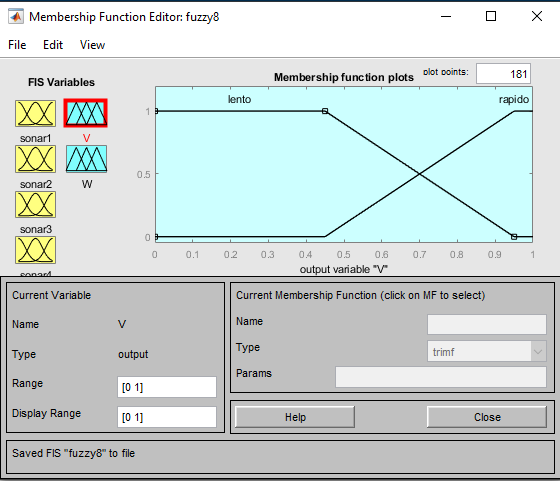 Membership Function Editor: fuzzy8
File Edit View
FIS Variables
Membership function plots
plot points:
181
lento
rapido
sonar1
V
sonar2
W
sonar3
1
0.5
0
0 0.1 0.2 0.3 0.4 0.5 0.6 0.7 0.8 0.9 1
output variable "V"
Current Variable
Name V
Type output
Range [0 1]
Display Range [0 1]
Current Membership Function (click on MF to select)
Name
Type trimf
Params
Help Close
Saved FIS "fuzzy8" to file